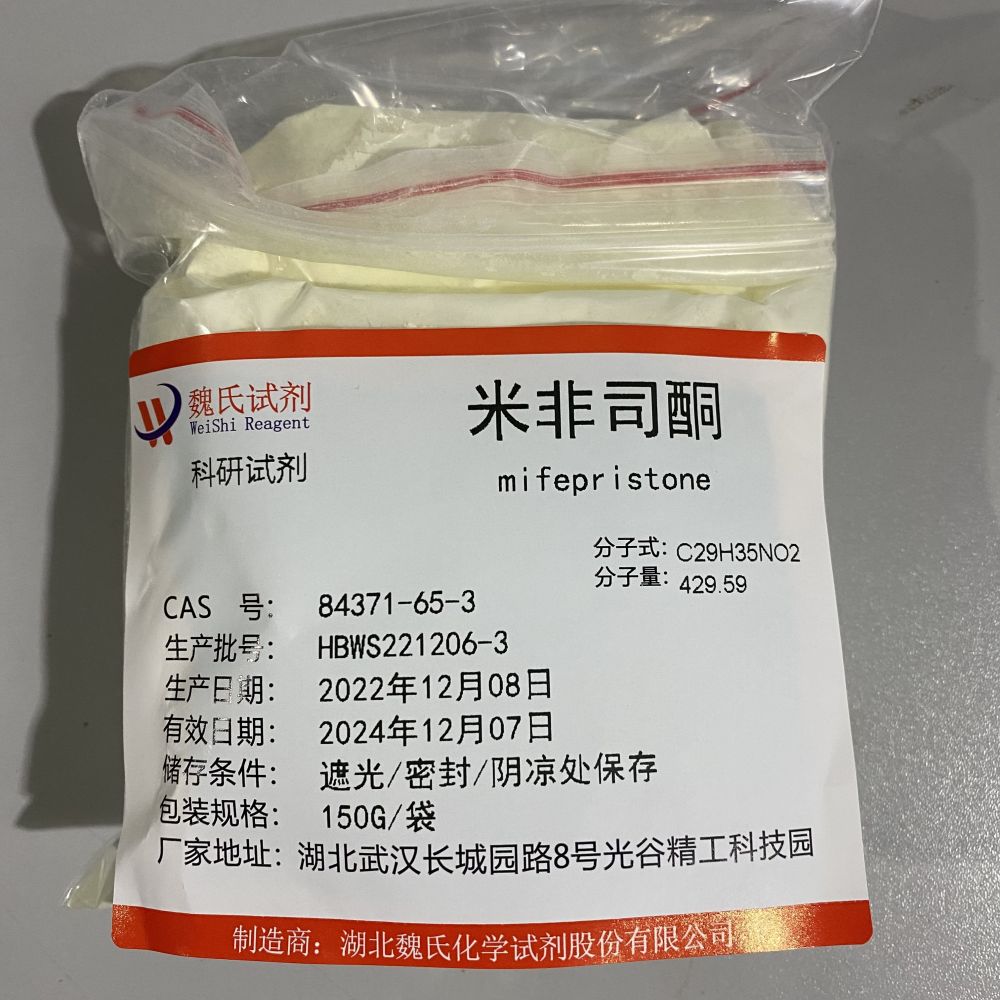 魏氏试剂
WeiShi Reagent
科研试剂
米非司酮
mifepristone
分子式：C29H35NO2
分子量：429.59
CAS 号：84371-65-3
生产批号：HBWS221206-3
生产日期：2022年12月08日
有效日期：2024年12月07日
储存条件：遮光/密封/阴凉处保存
包装规格：150G/袋
厂家地址：湖北武汉长城园路8号光谷精工科技园
制造商：湖北魏氏化学试剂股份有限公司